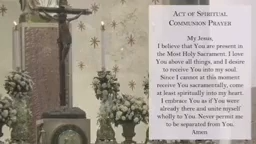 Act of Spiritual
Communion Prayer
My Jesus,
I believe that You are present in
the Most Holy Sacrament. I love
You above all things, and I desire
to receive You into my soul.
Since I cannot at this moment
receive You sacramentally, come
at least spiritually into my heart.
I embrace You as if You were
already there and unite myself
wholly to You. Never permit me
to be separated from You.
Amen